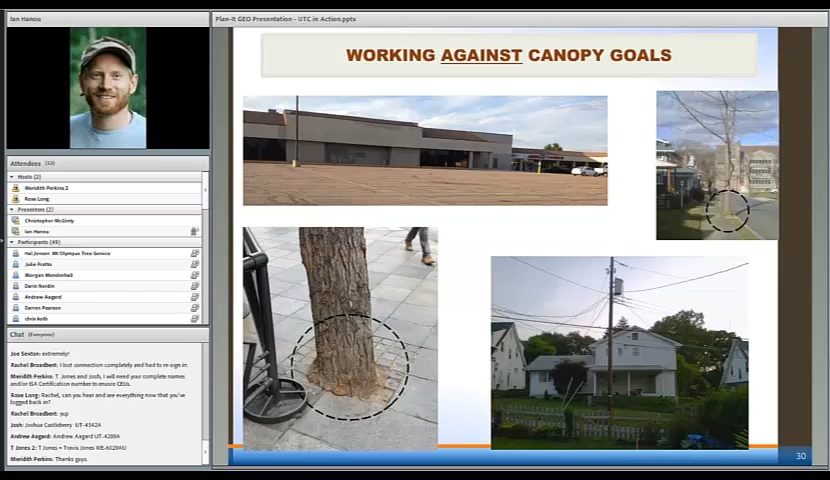 Ian Hanou
Plan-It GEO Presentation - UTC in Action.ppts
WORKING AGAINST CANOPY GOALS
Attendees (53)
Hosts (2)
Meridith Perkins 2
Rose Long
Presenters (2)
Christopher McGinty
Ian Hanou
Participants (49)
Hal Jensen Mt Olympus Tree Service
Julie Fratto
Morgan Mendenhall
Darin Nardin
Andrew Aagard
Darren Pearson
chris kolb
Chat (Everyone)
Joe Sexton: extremely!
Rachel Broadbent: I lost connection completely and had to re-sign in
Meridith Perkins: T. Jones and Josh, I will need your complete names
and/or ISA Certification number to ensure CEUs.
Rose Long: Rachel, can you hear and see everything now that you've
logged back in?
Rachel Broadbent: yup
Josh: Joshua Castleberry UT-4342A
Andrew Aagard: Andrew Aagard UT-4289A
T Jones 2: T Jones = Travis Jones WE-6029AU
Meridith Perkins: Thanks guys.
30